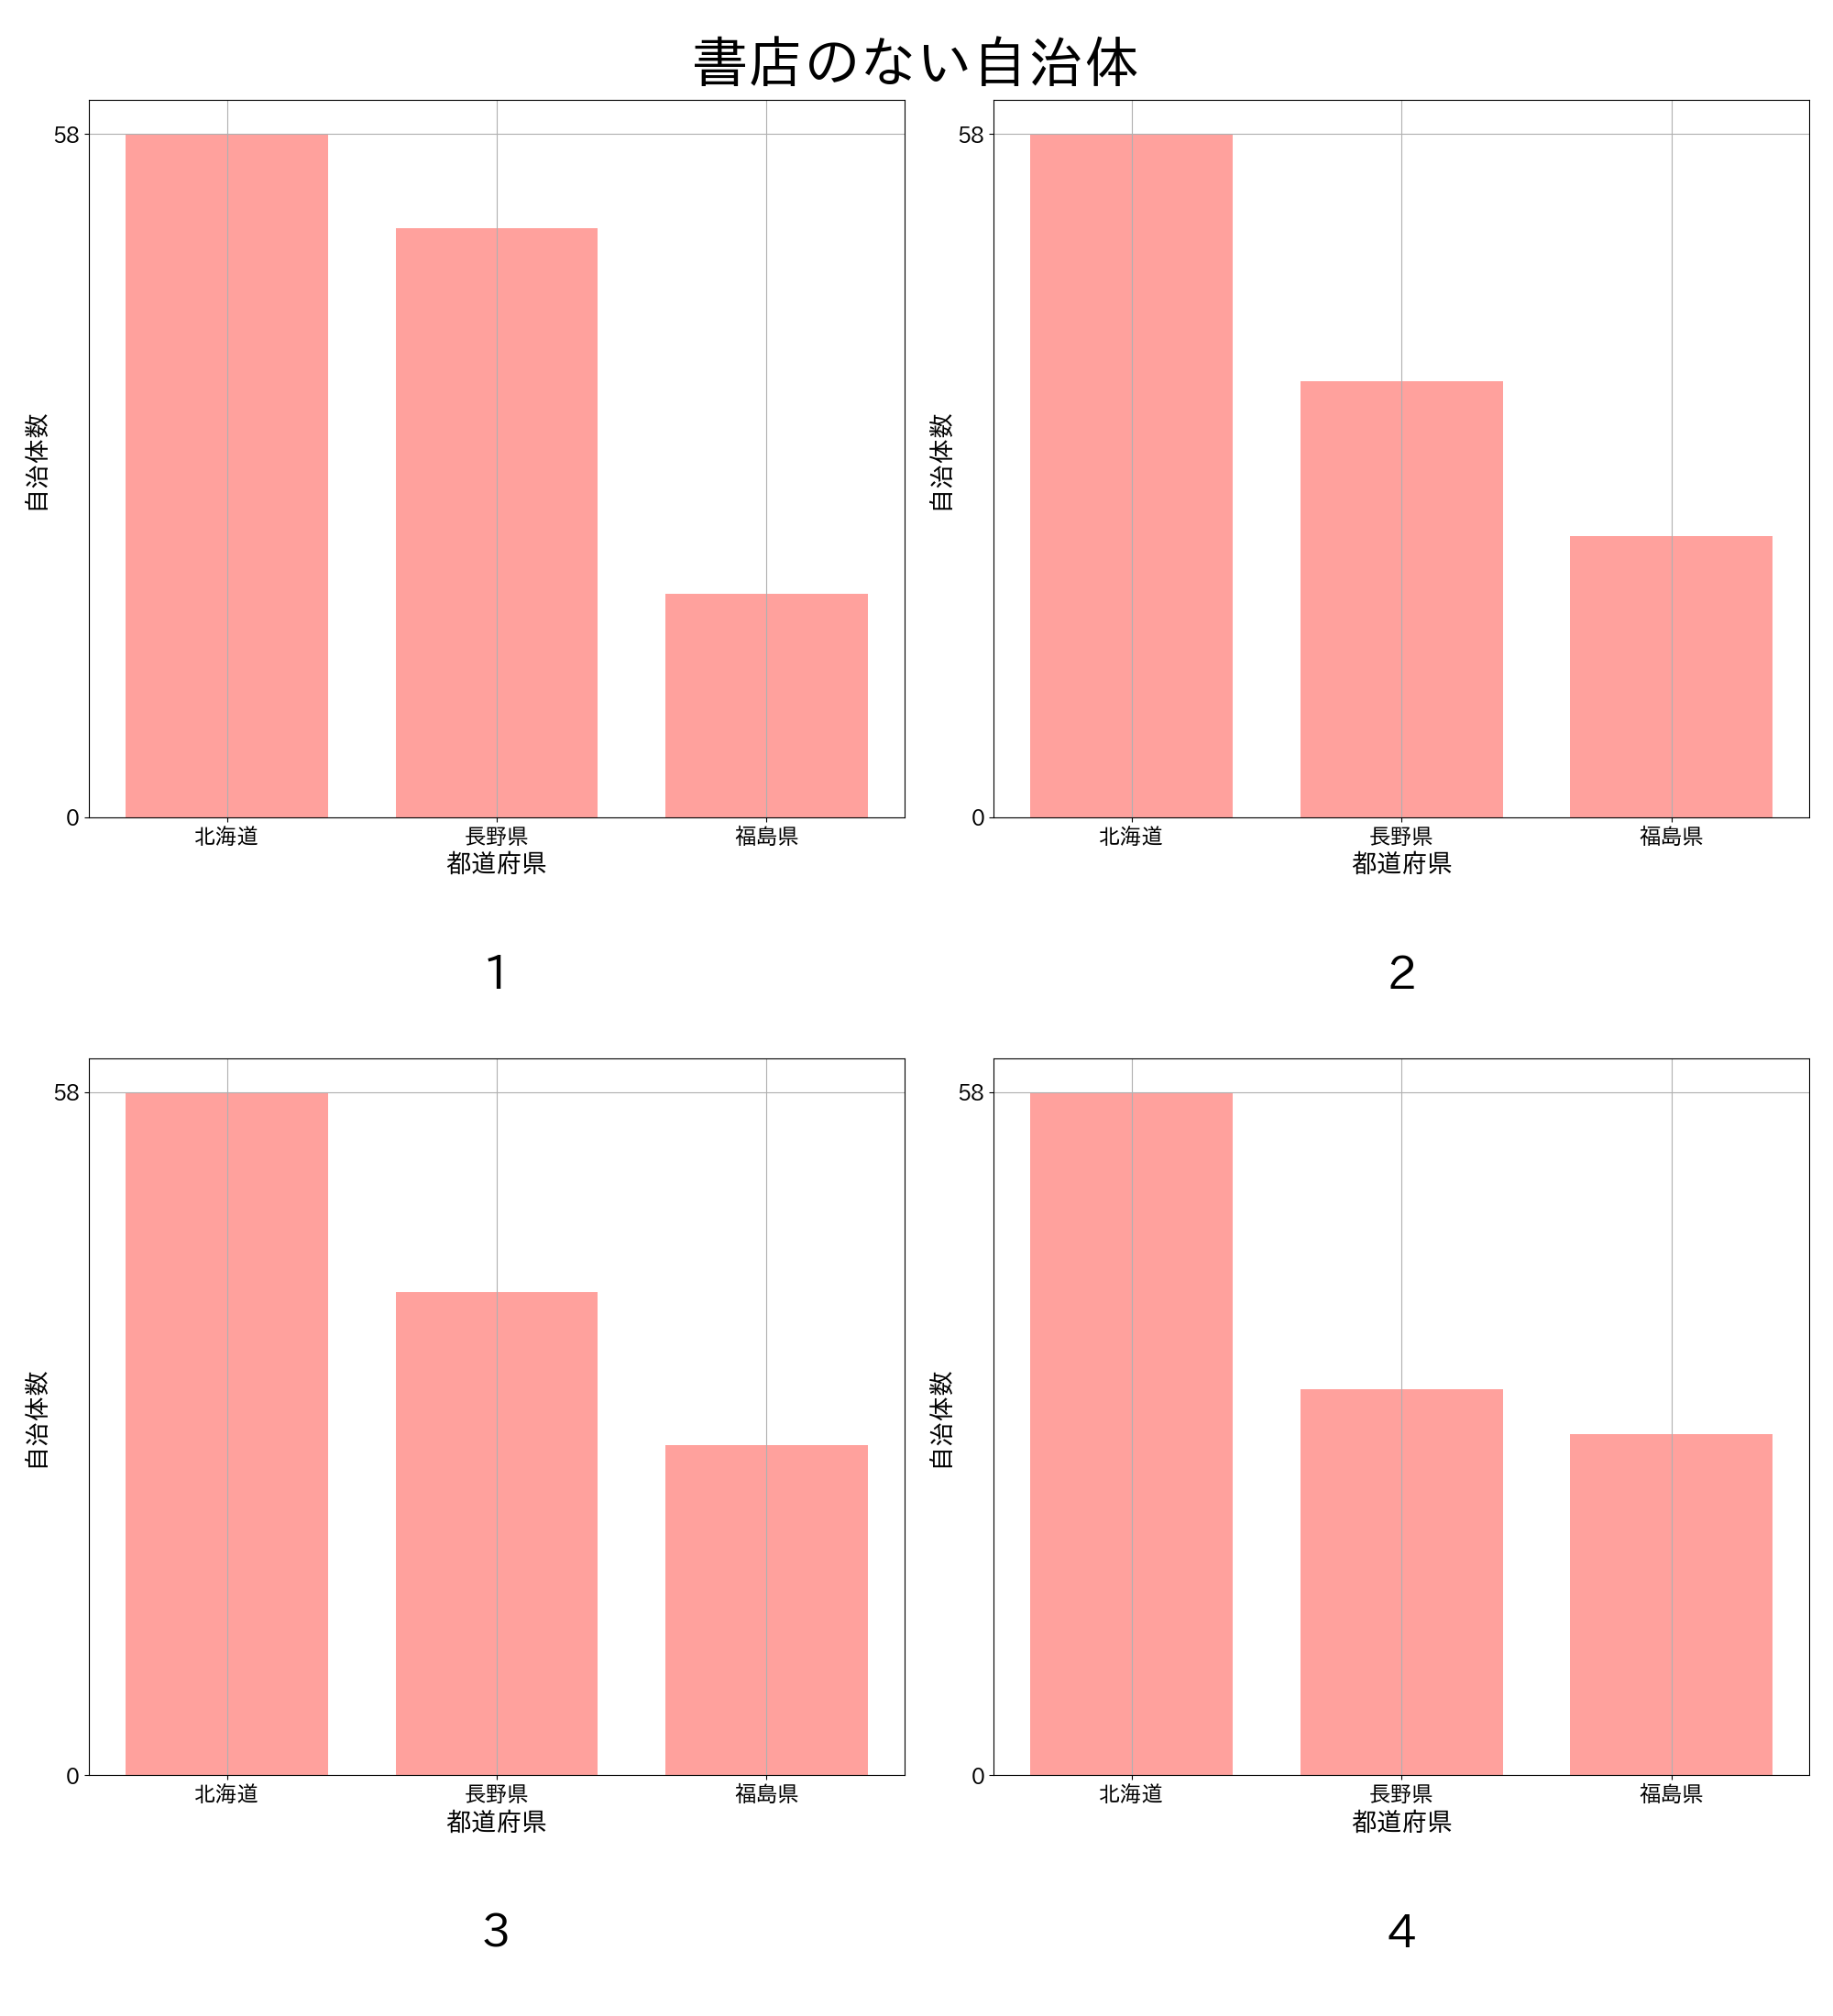 書店のない自治体
58
0
自治体数
北海道 長野県 福島県
都道府県
1
58
0
自治体数
北海道 長野県 福島県
都道府県
2
58
0
自治体数
北海道 長野県 福島県
都道府県
3
58
0
自治体数
北海道 長野県 福島県
都道府県
4